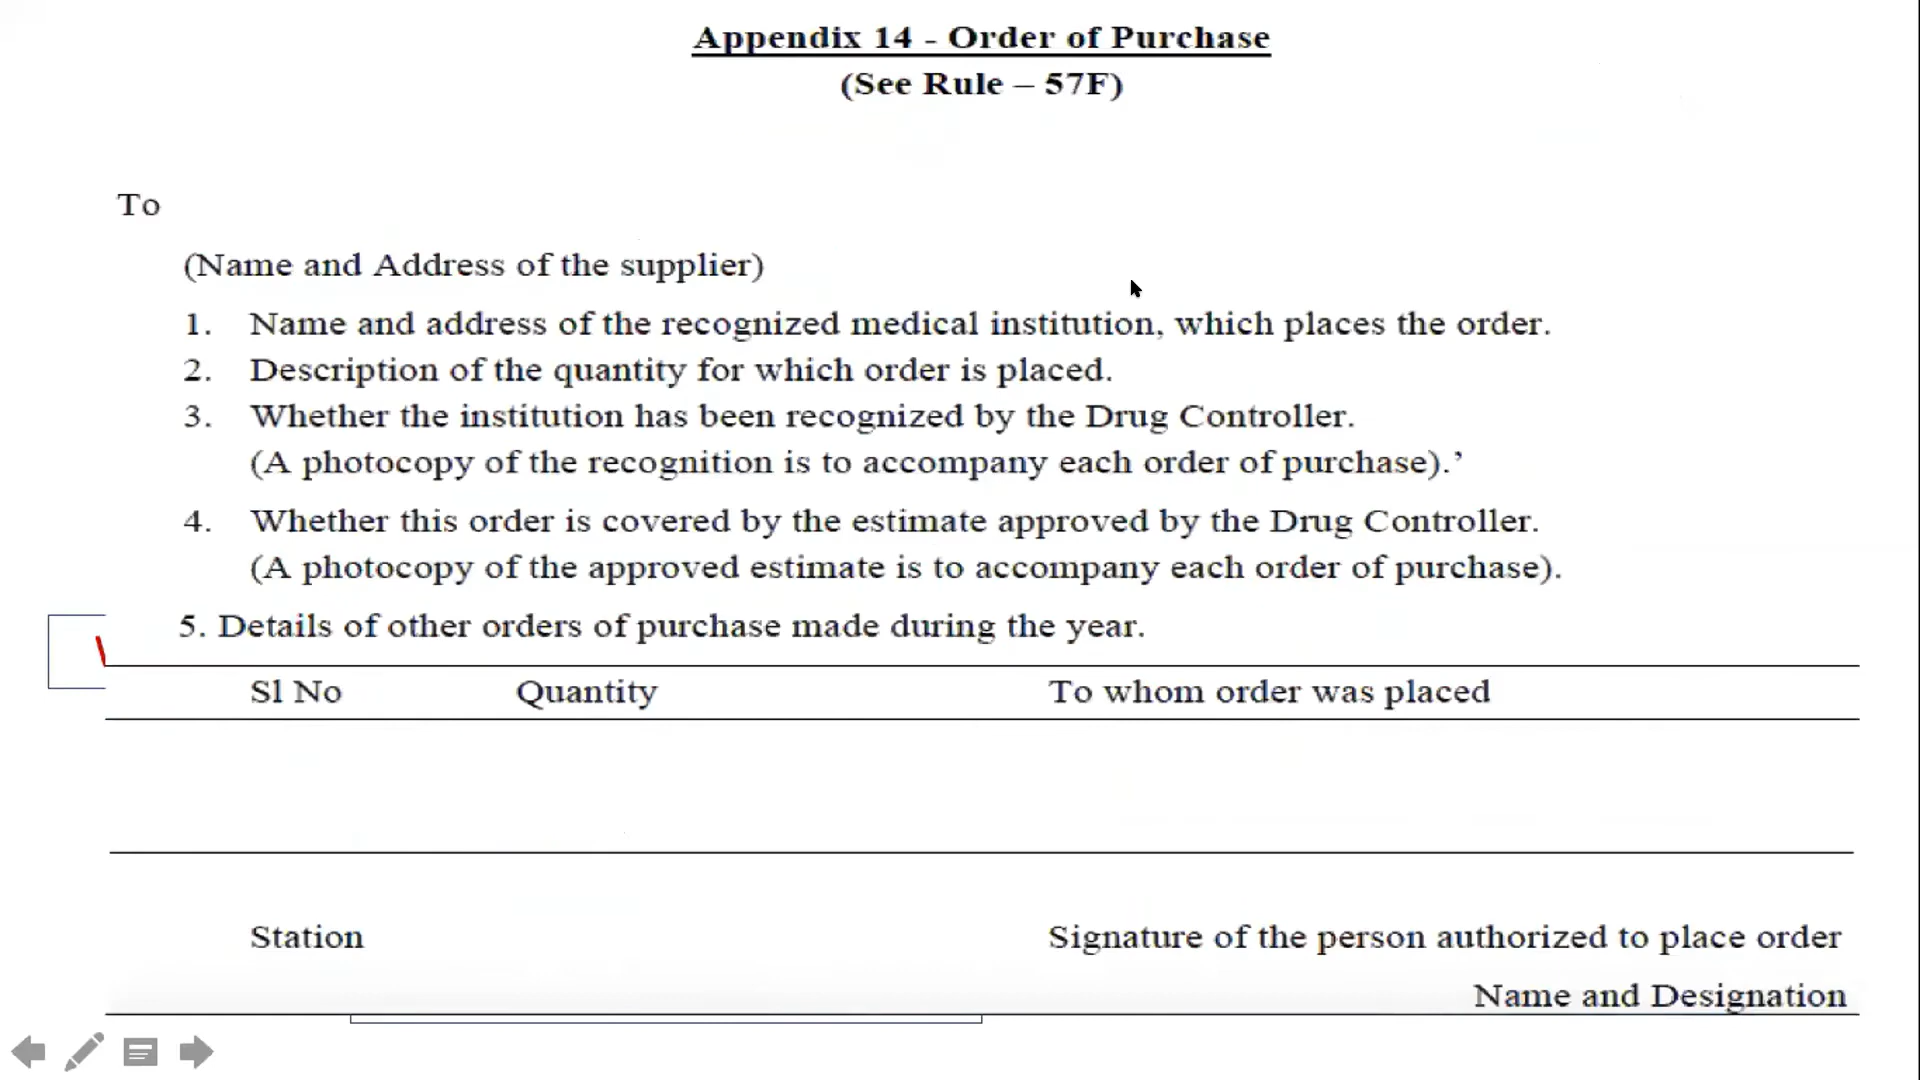 Appendix 14 - Order of Purchase
(See Rule – 57F)
To
(Name and Address of the supplier)
1. Name and address of the recognized medical institution, which places the order.
2. Description of the quantity for which order is placed.
3. Whether the institution has been recognized by the Drug Controller.
(A photocopy of the recognition is to accompany each order of purchase).’
4. Whether this order is covered by the estimate approved by the Drug Controller.
(A photocopy of the approved estimate is to accompany each order of purchase).
5. Details of other orders of purchase made during the year.
Sl No Quantity To whom order was placed
Station Signature of the person authorized to place order
Name and Designation